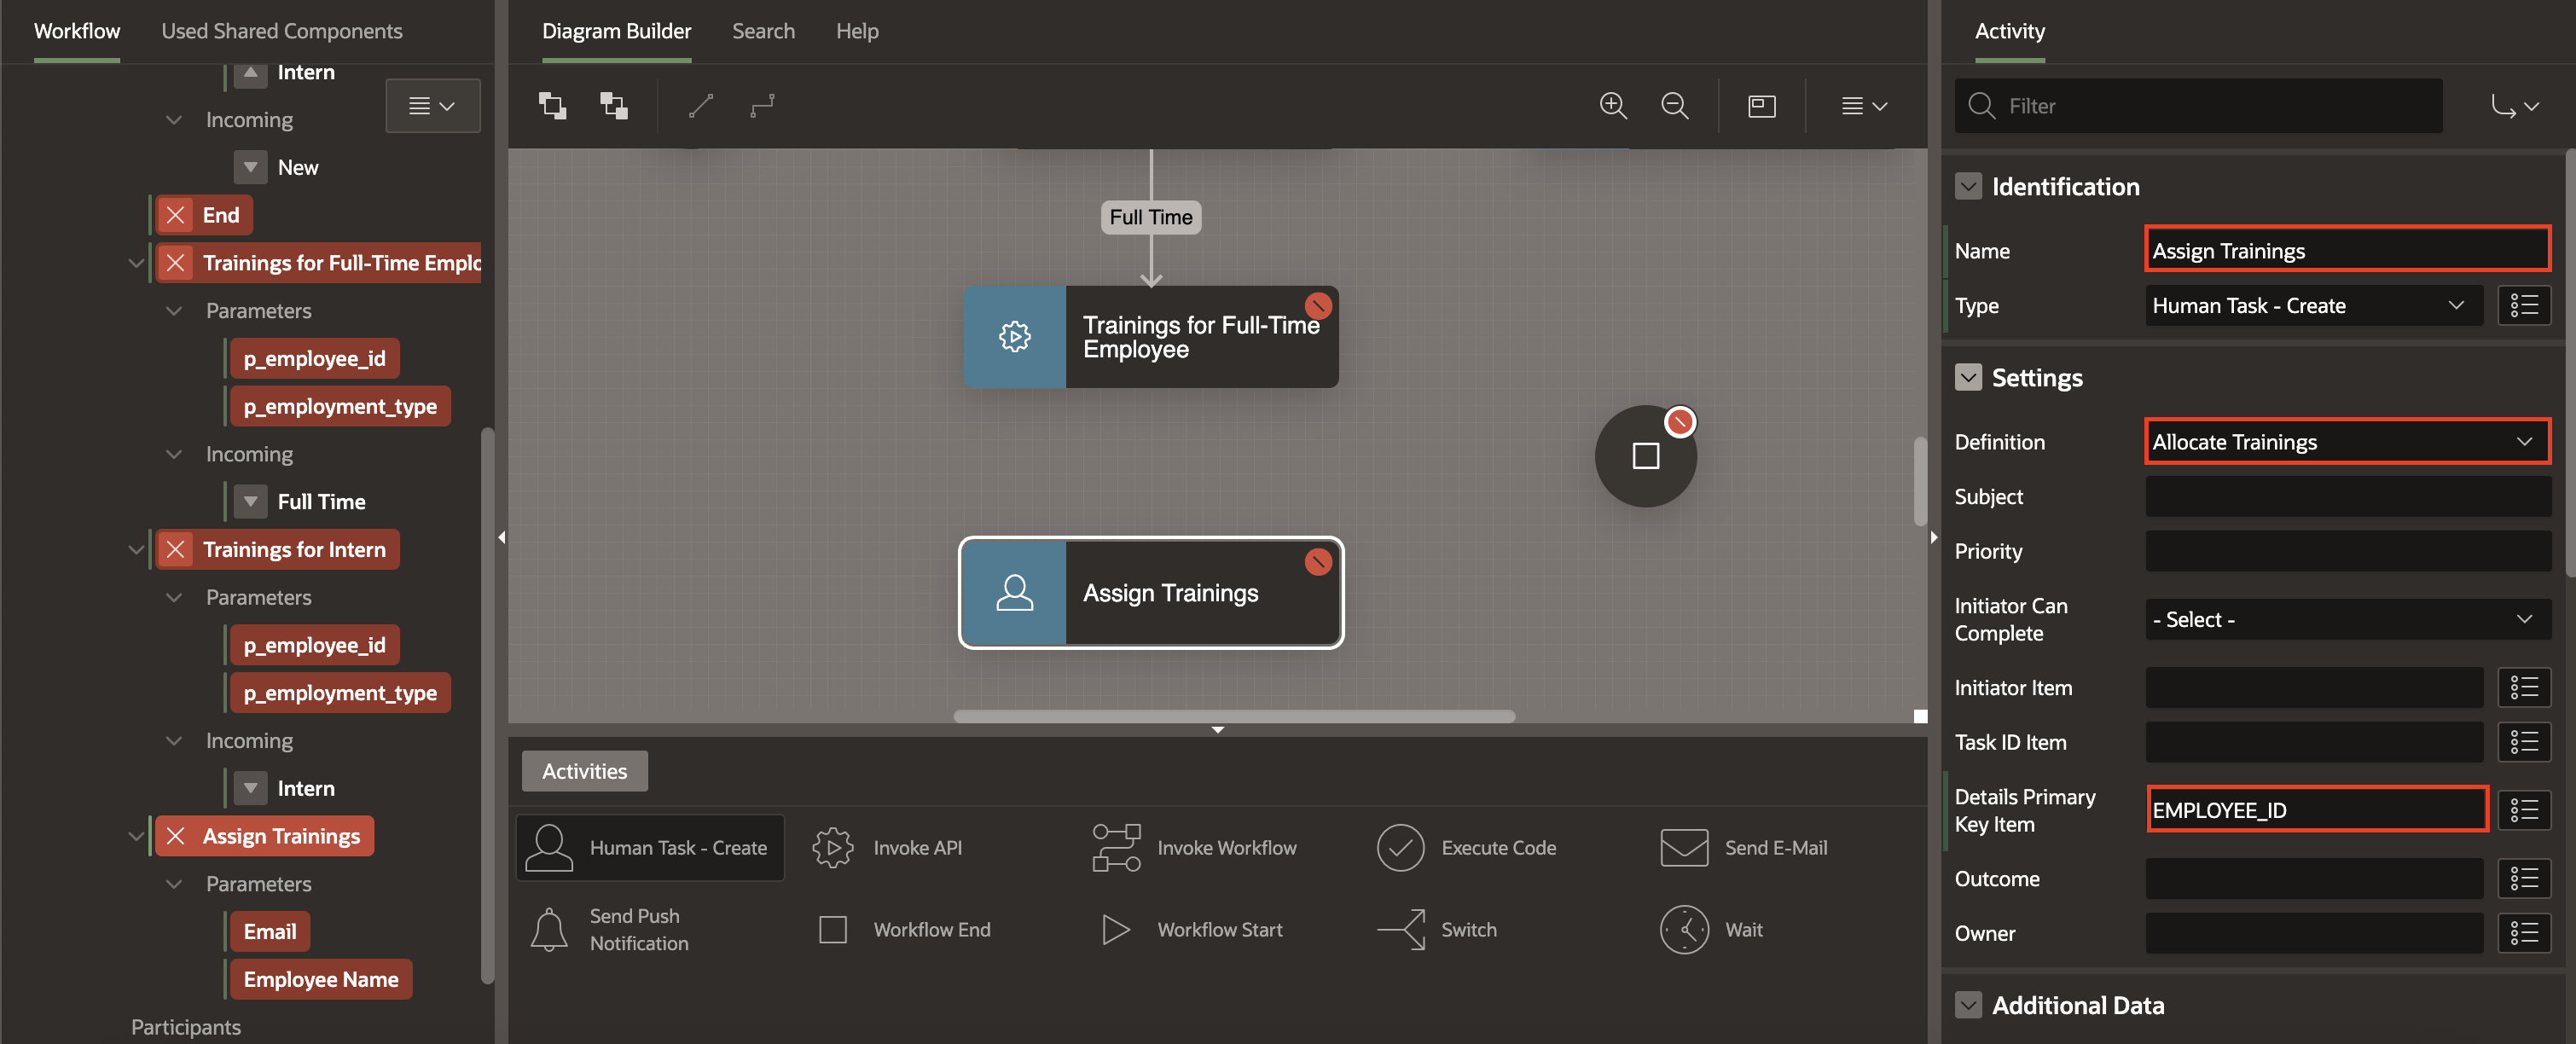 Workflow
Used Shared Components
Intern
Incoming
New
End
Trainings for Full-Time Emplo
Parameters
p_employee_id
p_employment_type
Incoming
Full Time
Trainings for Intern
Parameters
p_employee_id
p_employment_type
Incoming
Intern
Assign Trainings
Parameters
Email
Employee Name
Participants
Diagram Builder
Search
Help
Full Time
Trainings for Full-Time
Employee
Assign Trainings
Activities
Human Task - Create
Invoke API
Invoke Workflow
Execute Code
Send E-Mail
Send Push
Notification
Workflow End
Workflow Start
Switch
Wait
Activity
Filter
Identification
Name
Assign Trainings
Type
Human Task - Create
Settings
Definition
Allocate Trainings
Subject
Priority
Initiator Can
Complete
- Select -
Initiator Item
Task ID Item
Details Primary
Key Item
EMPLOYEE_ID
Outcome
Owner
Additional Data